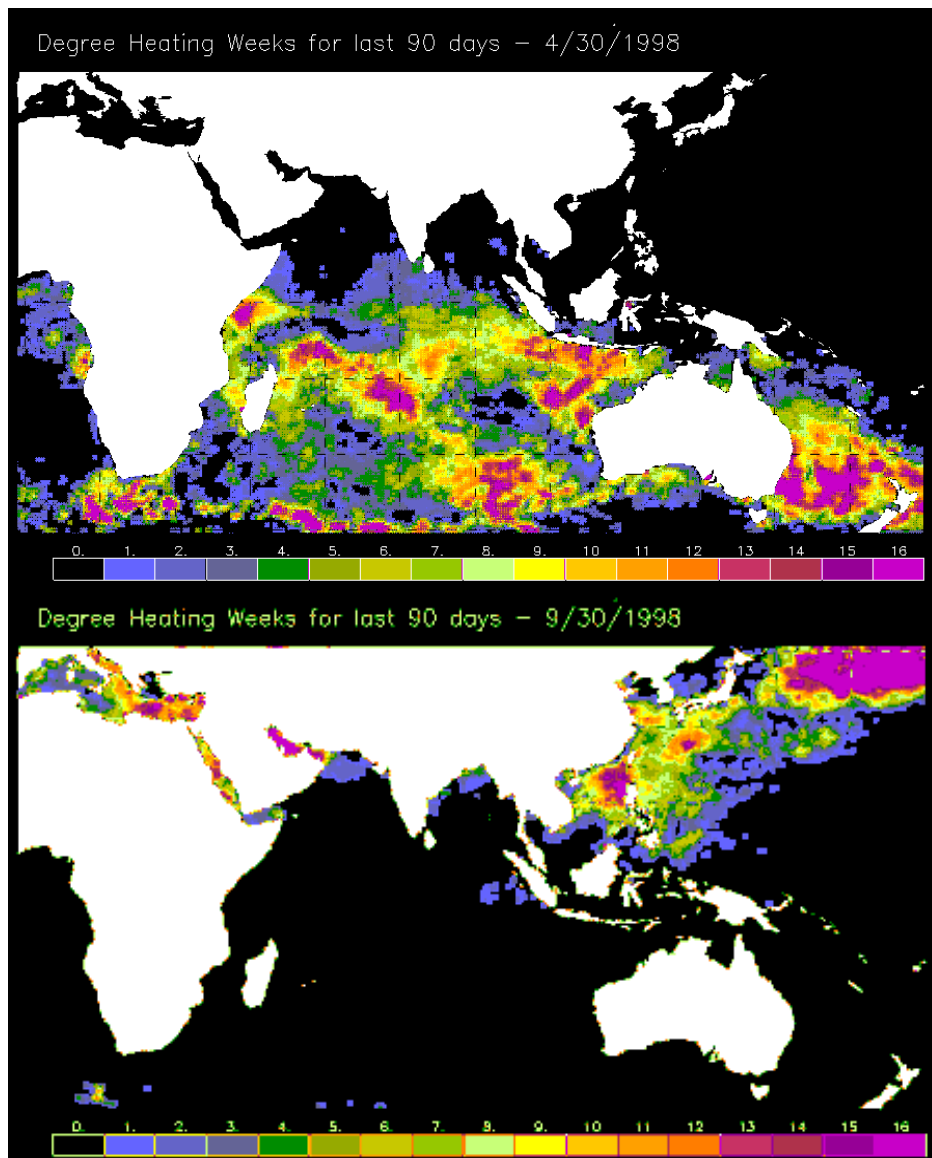 Degree Heating Weeks for last 90 days - 4/30/1998
0. 1. 2. 3. 4. 5. 6. 7. 8. 9. 10 11 12 13 14 15 16
Degree Heating Weeks for last 90 days - 9/30/1998
0. 1. 2. 3. 4. 5. 6. 7. 8. 9. 10 11 12 13 14 15 16